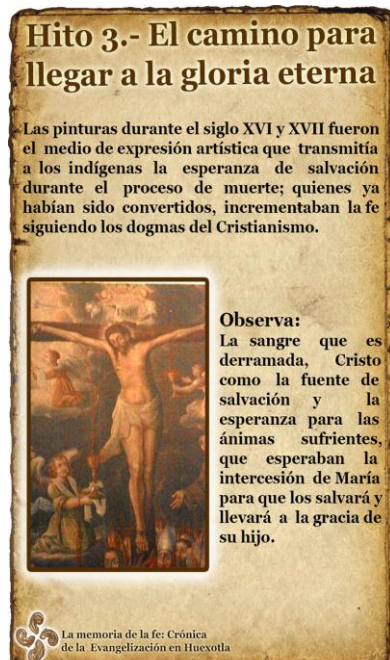 Hito 3.- El camino para
llegar a la gloria eterna
Las pinturas durante el siglo XVI y XVII fueron
el medio de expresión artística que transmitía
a los indígenas la esperanza de salvación
durante el proceso de muerte; quienes ya
habían sido convertidos, incrementaban la fe
siguiendo los dogmas del Cristianismo.
Observa:
La sangre que es
derramada, Cristo
como la fuente de
salvación y la
esperanza para las
ánimas sufrientes,
que esperaban la
intercesión de María
para que los salvará y
llevará a la gracia de
su hijo.
La memoria de la fe: Crónica
de la Evangelización en Huexotla